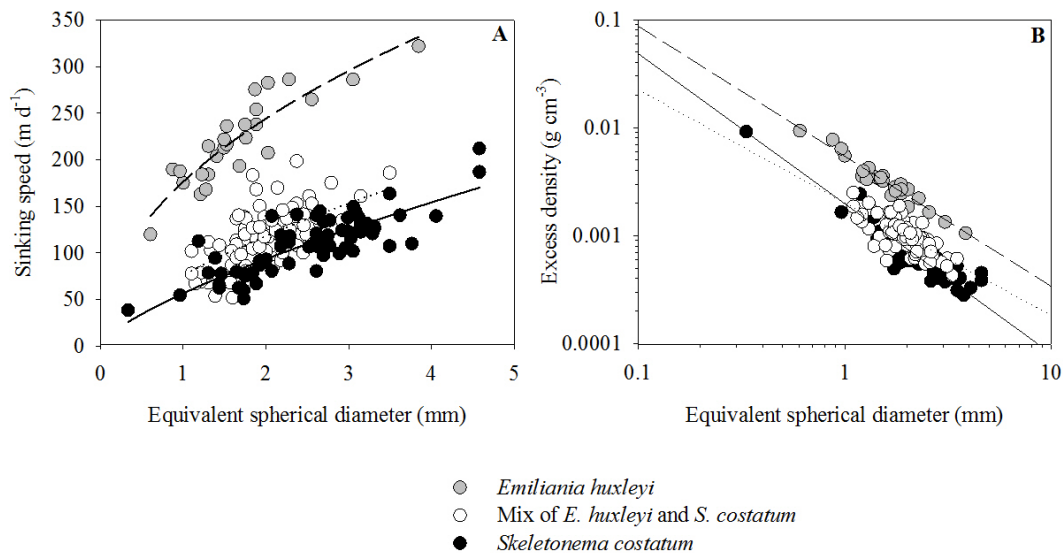 A
350
300
250
200
150
100
50
0
Sinking speed (m d⁻¹)
0 1 2 3 4 5
Equivalent spherical diameter (mm)
B
0.1
0.01
0.001
0.0001
Excess density (g cm⁻³)
0.1 1 10
Equivalent spherical diameter (mm)
Emiliania huxleyi
Mix of E. huxleyi and S. costatum
Skeletonema costatum